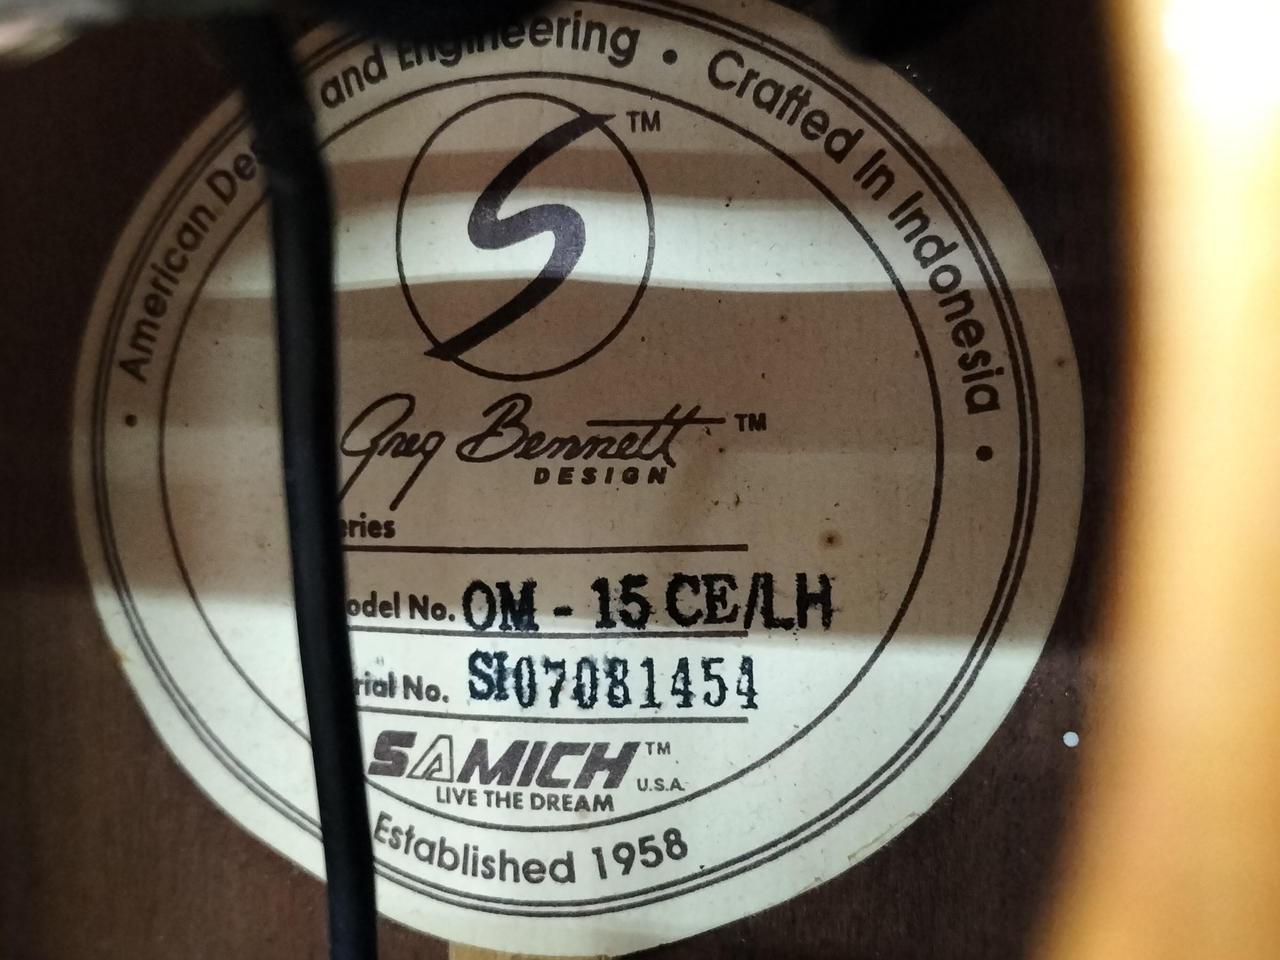 American Des and Engineering • Crafted In Indonesia •
S TM
Greg Bennett TM
DESIGN
eries
odel No. OM - 15 CE/LH
rial No. SI07081454
SAMICH TM
U.S.A.
LIVE THE DREAM
Established 1958